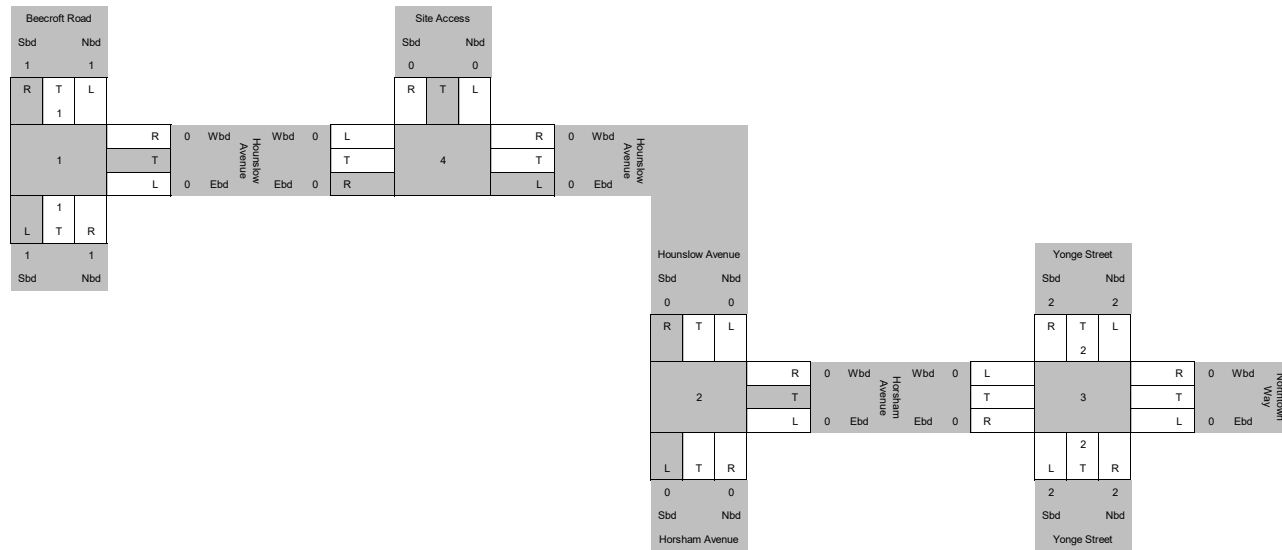 Beecroft Road
Sbd Nbd
1 1
R T L
1
R 0 Wbd
1 T
L 0 Ebd
Hounslow Avenue
1
L T R
1 1
Sbd Nbd
Site Access
Sbd Nbd
0 0
R T L
Wbd 0 L R 0 Wbd
T 4 T
Ebd 0 R L 0 Ebd
Hounslow Avenue
Hounslow Avenue
Sbd Nbd
0 0
R T L
R 0 Wbd
2 T
L 0 Ebd
Horsham Avenue
L T R
0 0
Sbd Nbd
Horsham Avenue
Yonge Street
Sbd Nbd
2 2
R T L
2
Wbd 0 L R 0 Wbd
T 3 T
Ebd 0 R L 0 Ebd
Way
2
L T R
2 2
Sbd Nbd
Yonge Street